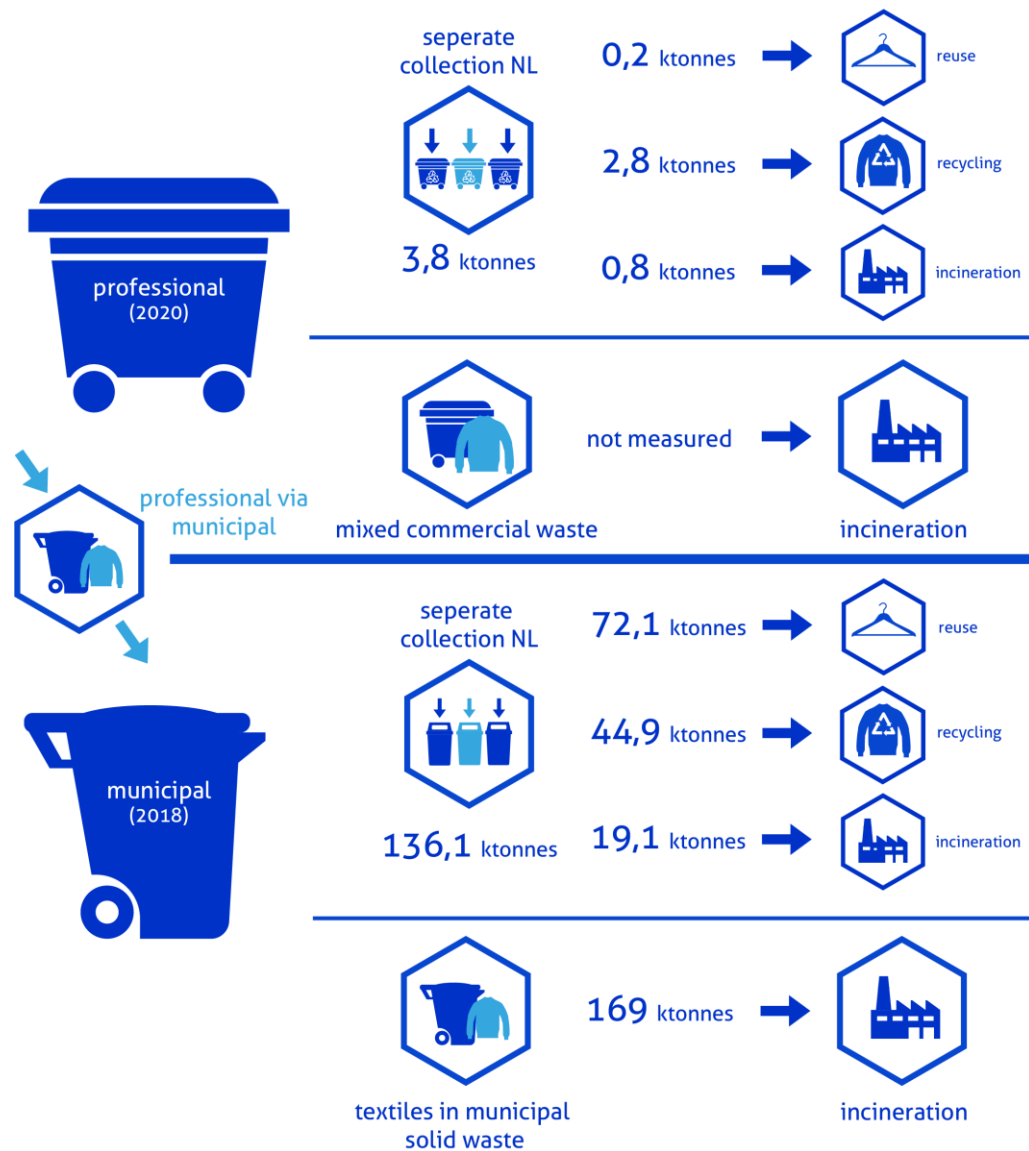 seperate
collection NL
3,8 ktonnes
0,2 ktonnes
reuse
2,8 ktonnes
recycling
0,8 ktonnes
incineration
professional
(2020)
not measured
mixed commercial waste
incineration
professional via
municipal
seperate
collection NL
136,1 ktonnes
72,1 ktonnes
reuse
44,9 ktonnes
recycling
19,1 ktonnes
incineration
municipal
(2018)
169 ktonnes
textiles in municipal
solid waste
incineration